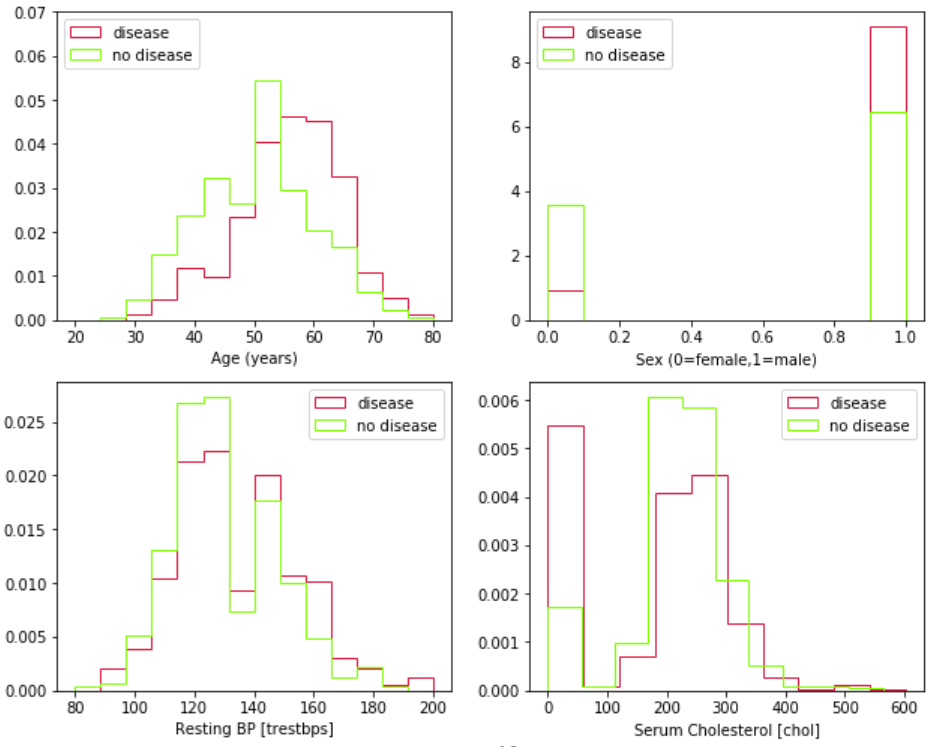 0.07
0.06
0.05
0.04
0.03
0.02
0.01
0.00
disease
no disease
20 30 40 50 60 70 80
Age (years)
8
6
4
2
0
disease
no disease
0.0 0.2 0.4 0.6 0.8 1.0
Sex (0=female,1=male)
0.025
0.020
0.015
0.010
0.005
0.000
disease
no disease
80 100 120 140 160 180 200
Resting BP [trestbps]
0.006
0.005
0.004
0.003
0.002
0.001
0.000
disease
no disease
0 100 200 300 400 500 600
Serum Cholesterol [chol]